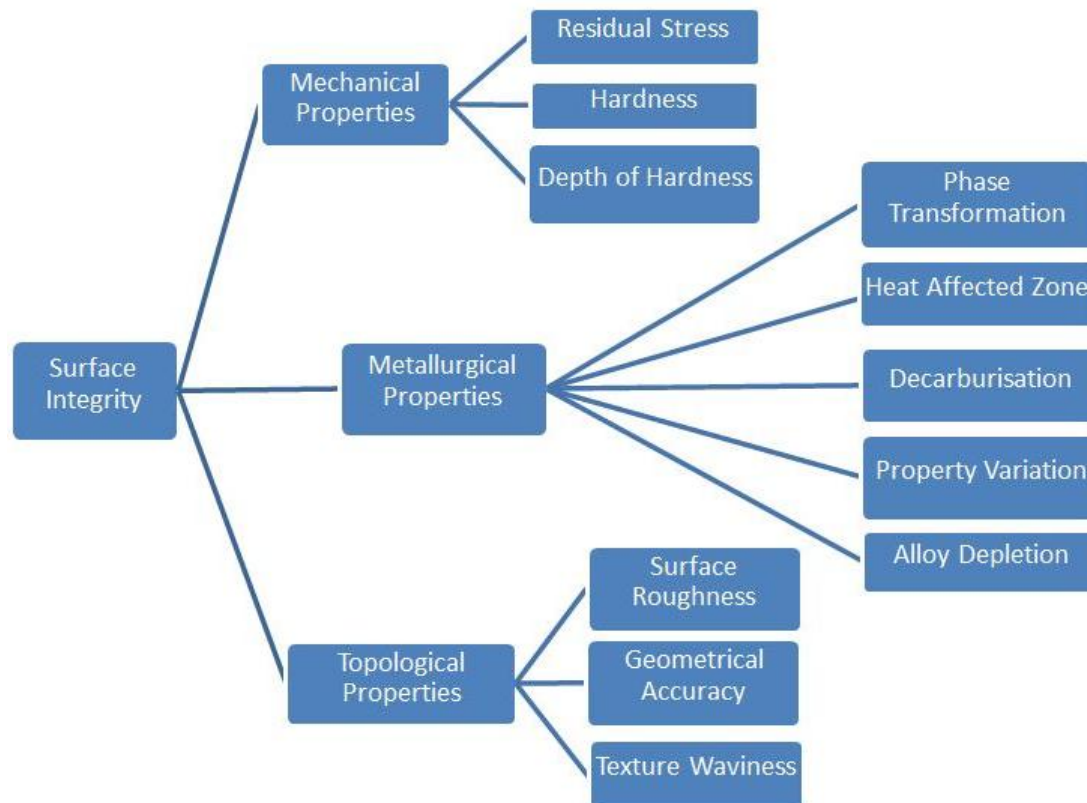 Surface
Integrity
Mechanical
Properties
Residual Stress
Hardness
Depth of Hardness
Metallurgical
Properties
Phase
Transformation
Heat Affected Zone
Decarburisation
Property Variation
Alloy Depletion
Topological
Properties
Surface
Roughness
Geometrical
Accuracy
Texture Waviness